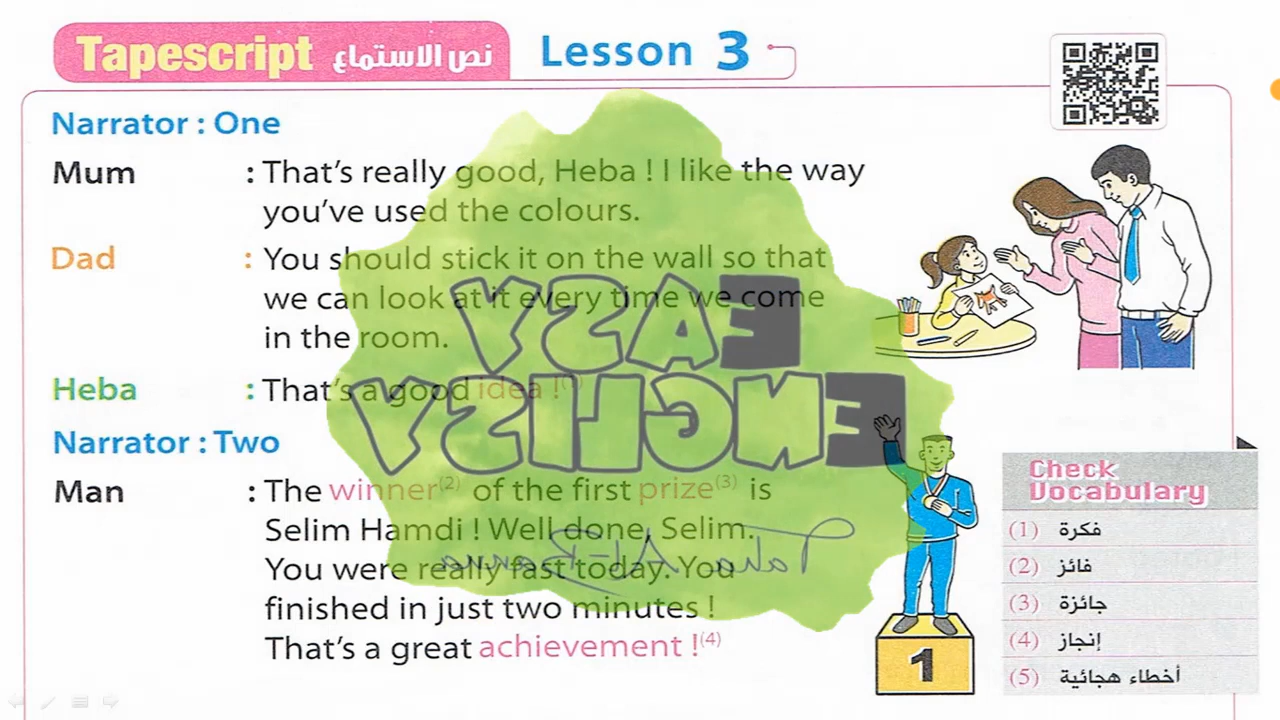 Tapescript نص الاستماع Lesson 3
Narrator : One
Mum : That's really good, Heba ! I like the way
you've used the colours.
Dad : You should stick it on the wall so that
we can look at it every time we come
in the room.
Heba : That's a good idea !(1)
Narrator : Two
Man : The winner(2) of the first prize(3) is
Selim Hamdi ! Well done, Selim.
You were really fast today. You
finished in just two minutes !
That's a great achievement !(4)
EASY
ENGLISH
Taha Al-Banna
1
Check
Vocabulary
(1) فكرة
(2) فائز
(3) جائزة
(4) إنجاز
(5) أخطاء هجائية